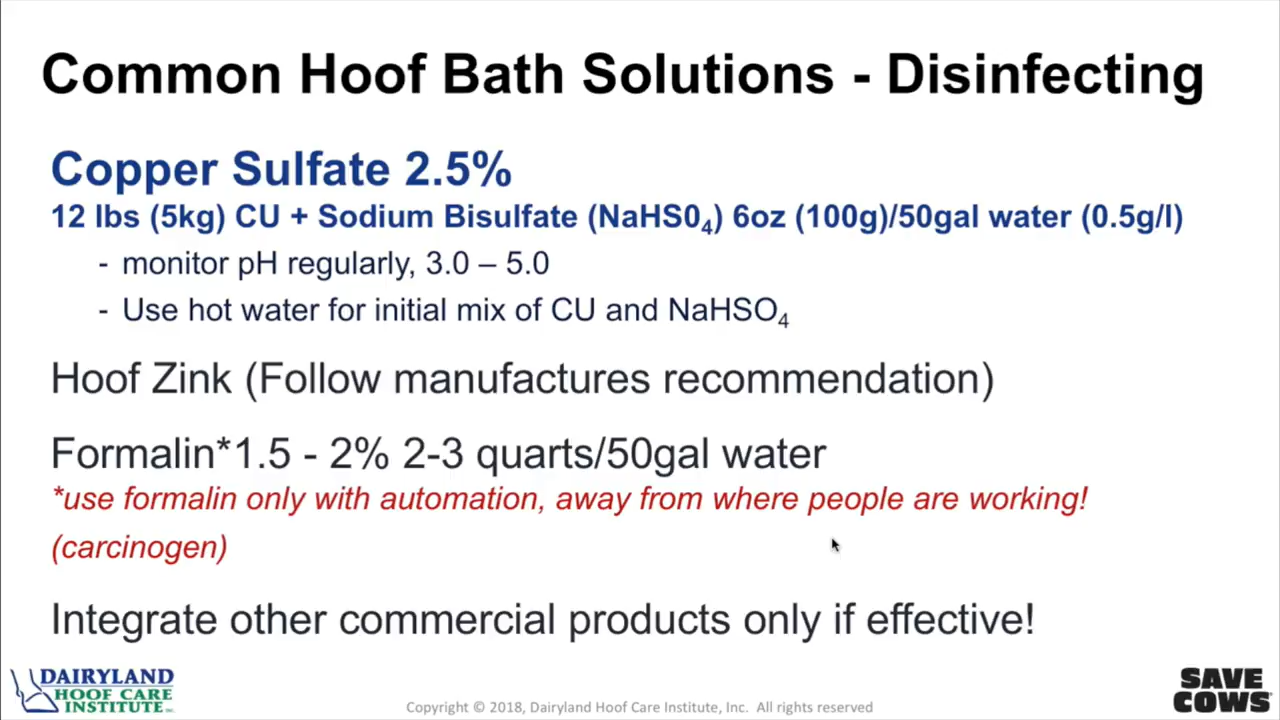 Common Hoof Bath Solutions - Disinfecting
Copper Sulfate 2.5%
12 lbs (5kg) CU + Sodium Bisulfate (NaHS0₄) 6oz (100g)/50gal water (0.5g/l)
- monitor pH regularly, 3.0 – 5.0
- Use hot water for initial mix of CU and NaHSO₄
Hoof Zink (Follow manufactures recommendation)
Formalin*1.5 - 2% 2-3 quarts/50gal water
*use formalin only with automation, away from where people are working!
(carcinogen)
Integrate other commercial products only if effective!
DAIRYLAND
HOOF CARE
INSTITUTE INC.
Copyright © 2018, Dairyland Hoof Care Institute, Inc. All rights reserved
SAVE
COWS